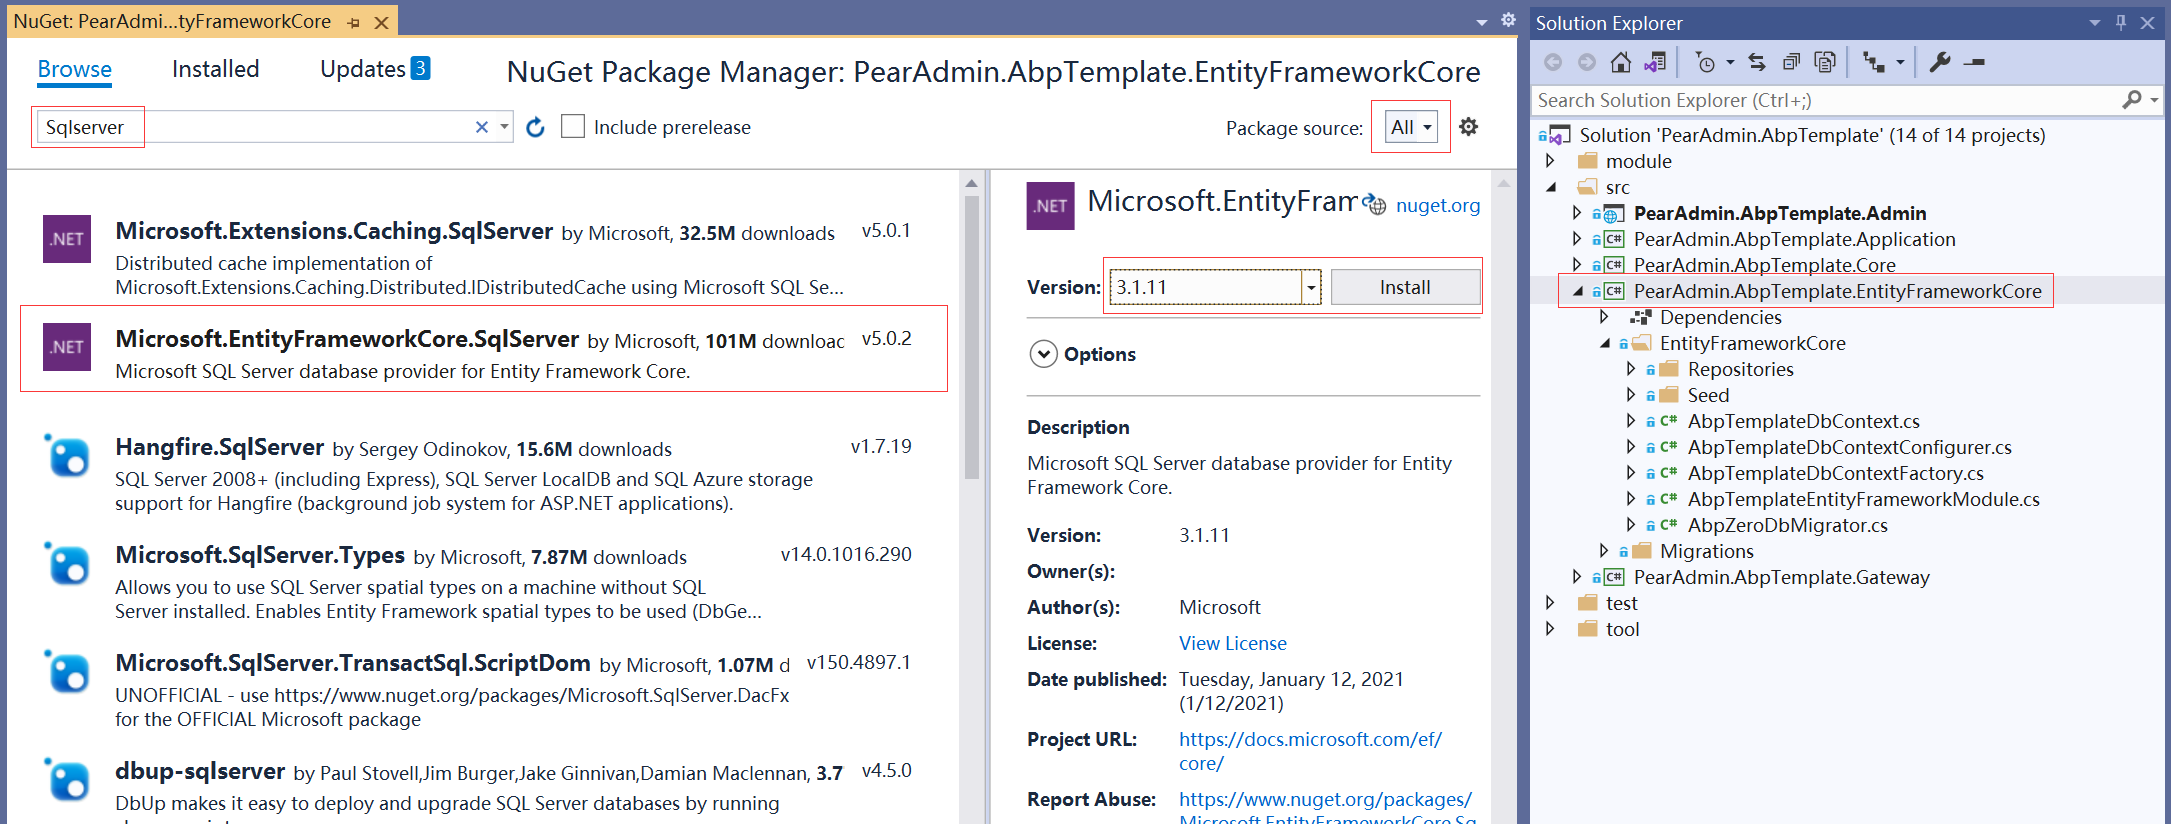 NuGet: PearAdmi...tyFrameworkCore
Browse
Installed
Updates 3
NuGet Package Manager: PearAdmin.AbpTemplate.EntityFrameworkCore
Sqlserver
Include prerelease
Package source: All
.NET
Microsoft.Extensions.Caching.SqlServer by Microsoft, 32.5M downloads v5.0.1
Distributed cache implementation of
Microsoft.Extensions.Caching.Distributed.IDistributedCache using Microsoft SQL Se...
.NET
Microsoft.EntityFrameworkCore.SqlServer by Microsoft, 101M downloac v5.0.2
Microsoft SQL Server database provider for Entity Framework Core.
Hangfire.SqlServer by Sergey Odinokov, 15.6M downloads v1.7.19
SQL Server 2008+ (including Express), SQL Server LocalDB and SQL Azure storage
support for Hangfire (background job system for ASP.NET applications).
Microsoft.SqlServer.Types by Microsoft, 7.87M downloads v14.0.1016.290
Allows you to use SQL Server spatial types on a machine without SQL
Server installed. Enables Entity Framework spatial types to be used (DbGe...
Microsoft.SqlServer.TransactSql.ScriptDom by Microsoft, 1.07M d v150.4897.1
UNOFFICIAL - use https://www.nuget.org/packages/Microsoft.SqlServer.DacFx
for the OFFICIAL Microsoft package
dbup-sqlserver by Paul Stovell,Jim Burger,Jake Ginnivan,Damian Maclennan, 3.7 v4.5.0
DbUp makes it easy to deploy and upgrade SQL Server databases by running
.NET
Microsoft.EntityFram nuget.org
Version: 3.1.11 Install
Options
Description
Microsoft SQL Server database provider for Entity
Framework Core.
Version: 3.1.11
Owner(s):
Author(s): Microsoft
License: View License
Date published: Tuesday, January 12, 2021
(1/12/2021)
Project URL: https://docs.microsoft.com/ef/
core/
Report Abuse: https://www.nuget.org/packages/
Microsoft.EntityFrameworkCore.Sq
Solution Explorer
Search Solution Explorer (Ctrl+;)
Solution 'PearAdmin.AbpTemplate' (14 of 14 projects)
module
src
PearAdmin.AbpTemplate.Admin
C# PearAdmin.AbpTemplate.Application
C# PearAdmin.AbpTemplate.Core
C# PearAdmin.AbpTemplate.EntityFrameworkCore
Dependencies
EntityFrameworkCore
Repositories
Seed
C# AbpTemplateDbContext.cs
C# AbpTemplateDbContextConfigurer.cs
C# AbpTemplateDbContextFactory.cs
C# AbpTemplateEntityFrameworkModule.cs
C# AbpZeroDbMigrator.cs
Migrations
C# PearAdmin.AbpTemplate.Gateway
test
tool